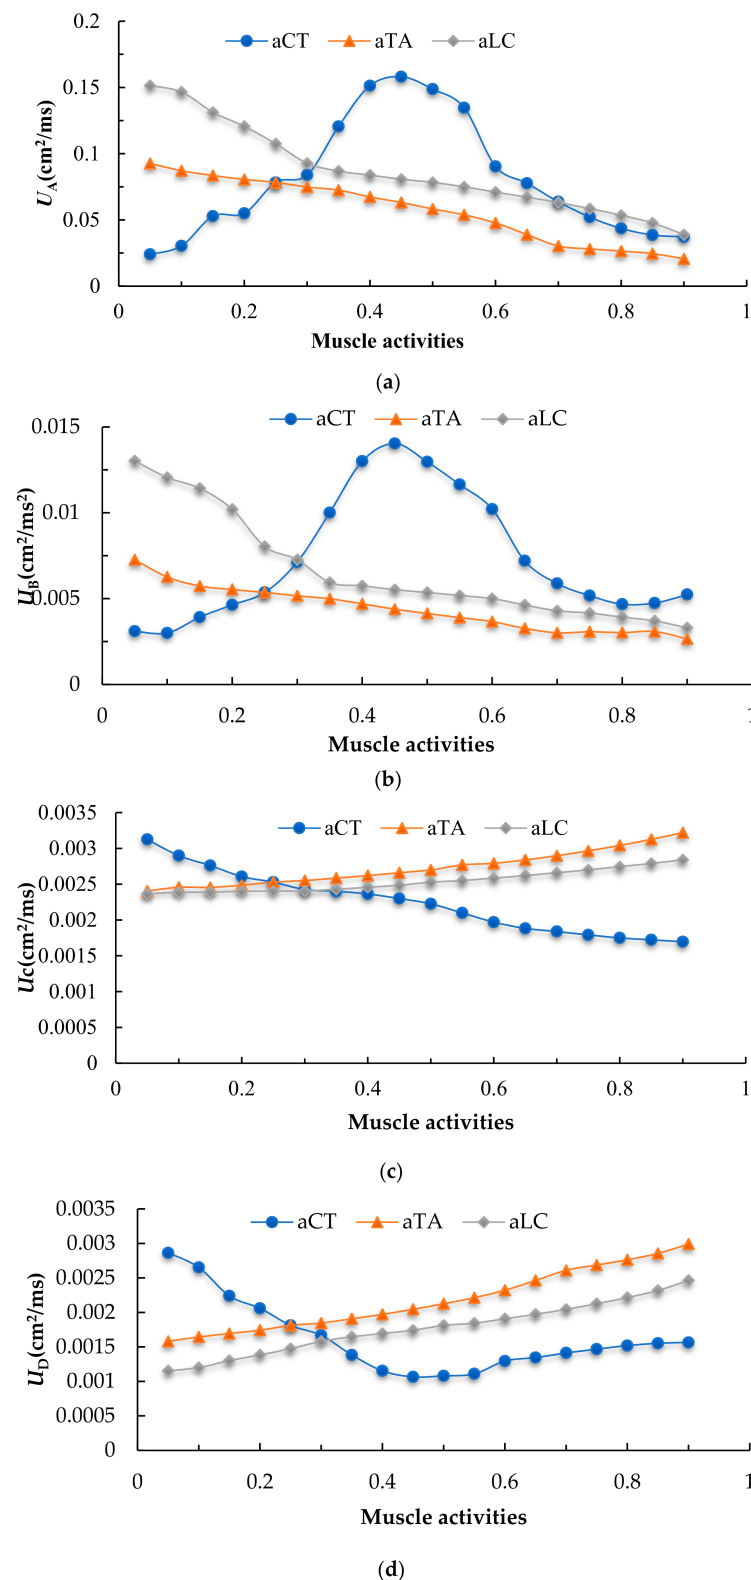 0.2
aCT aTA aLC
0.15
0.1
0.05
0
U_A(cm²/ms)
0 0.2 0.4 0.6 0.8 1
Muscle activities
(a)
aCT aTA aLC
0.015
0.01
0.005
0
U_B(cm²/ms²)
0 0.2 0.4 0.6 0.8 1
Muscle activities
(b)
0.0035
aCT aTA aLC
0.003
0.0025
0.002
0.0015
0.001
0.0005
0
Uc(cm²/ms)
0 0.2 0.4 0.6 0.8 1
Muscle activities
(c)
0.0035
aCT aTA aLC
0.003
0.0025
0.002
0.0015
0.001
0.0005
0
U_D(cm²/ms)
0 0.2 0.4 0.6 0.8 1
Muscle activities
(d)